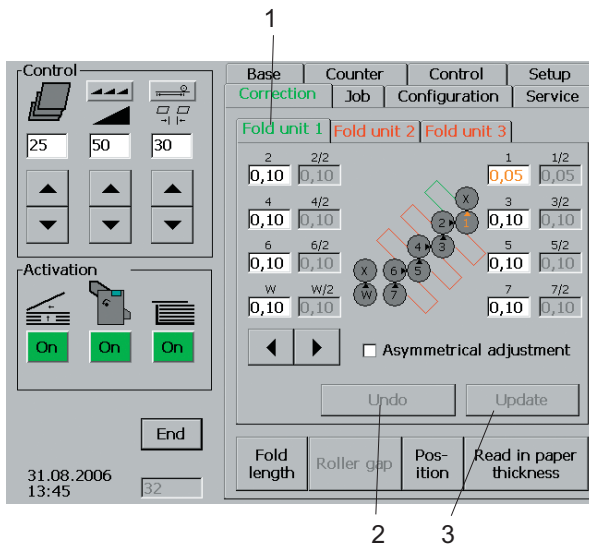 1
Control
25 50 30
Activation
On On On
End
31.08.2006
13:45
32
Base Counter Control Setup
Correction Job Configuration Service
Fold unit 1 Fold unit 2 Fold unit 3
2 2/2 1 1/2
0,10 0,10 0,05 0,05
4 4/2 3 3/2
0,10 0,10 0,10 0,10
6 6/2 5 5/2
0,10 0,10 0,10 0,10
W W/2 7 7/2
0,10 0,10 0,10 0,10
X
2 1
4 3
X 6 5
W 7
Asymmetrical adjustment
Undo Update
Fold
length
Roller gap
Pos-
ition
Read in paper
thickness
2 3